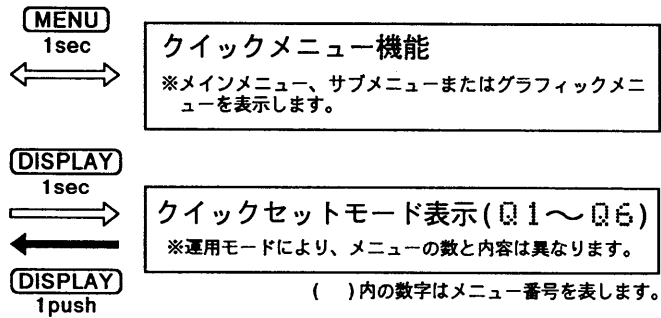 MENU
1sec
クイックメニュー機能
※メインメニュー、サブメニューまたはグラフィックメニ
ューを表示します。
DISPLAY
1sec
クイックセットモード表示(Q1～Q6)
※運用モードにより、メニューの数と内容は異なります。
DISPLAY
1push
(　)内の数字はメニュー番号を表します。